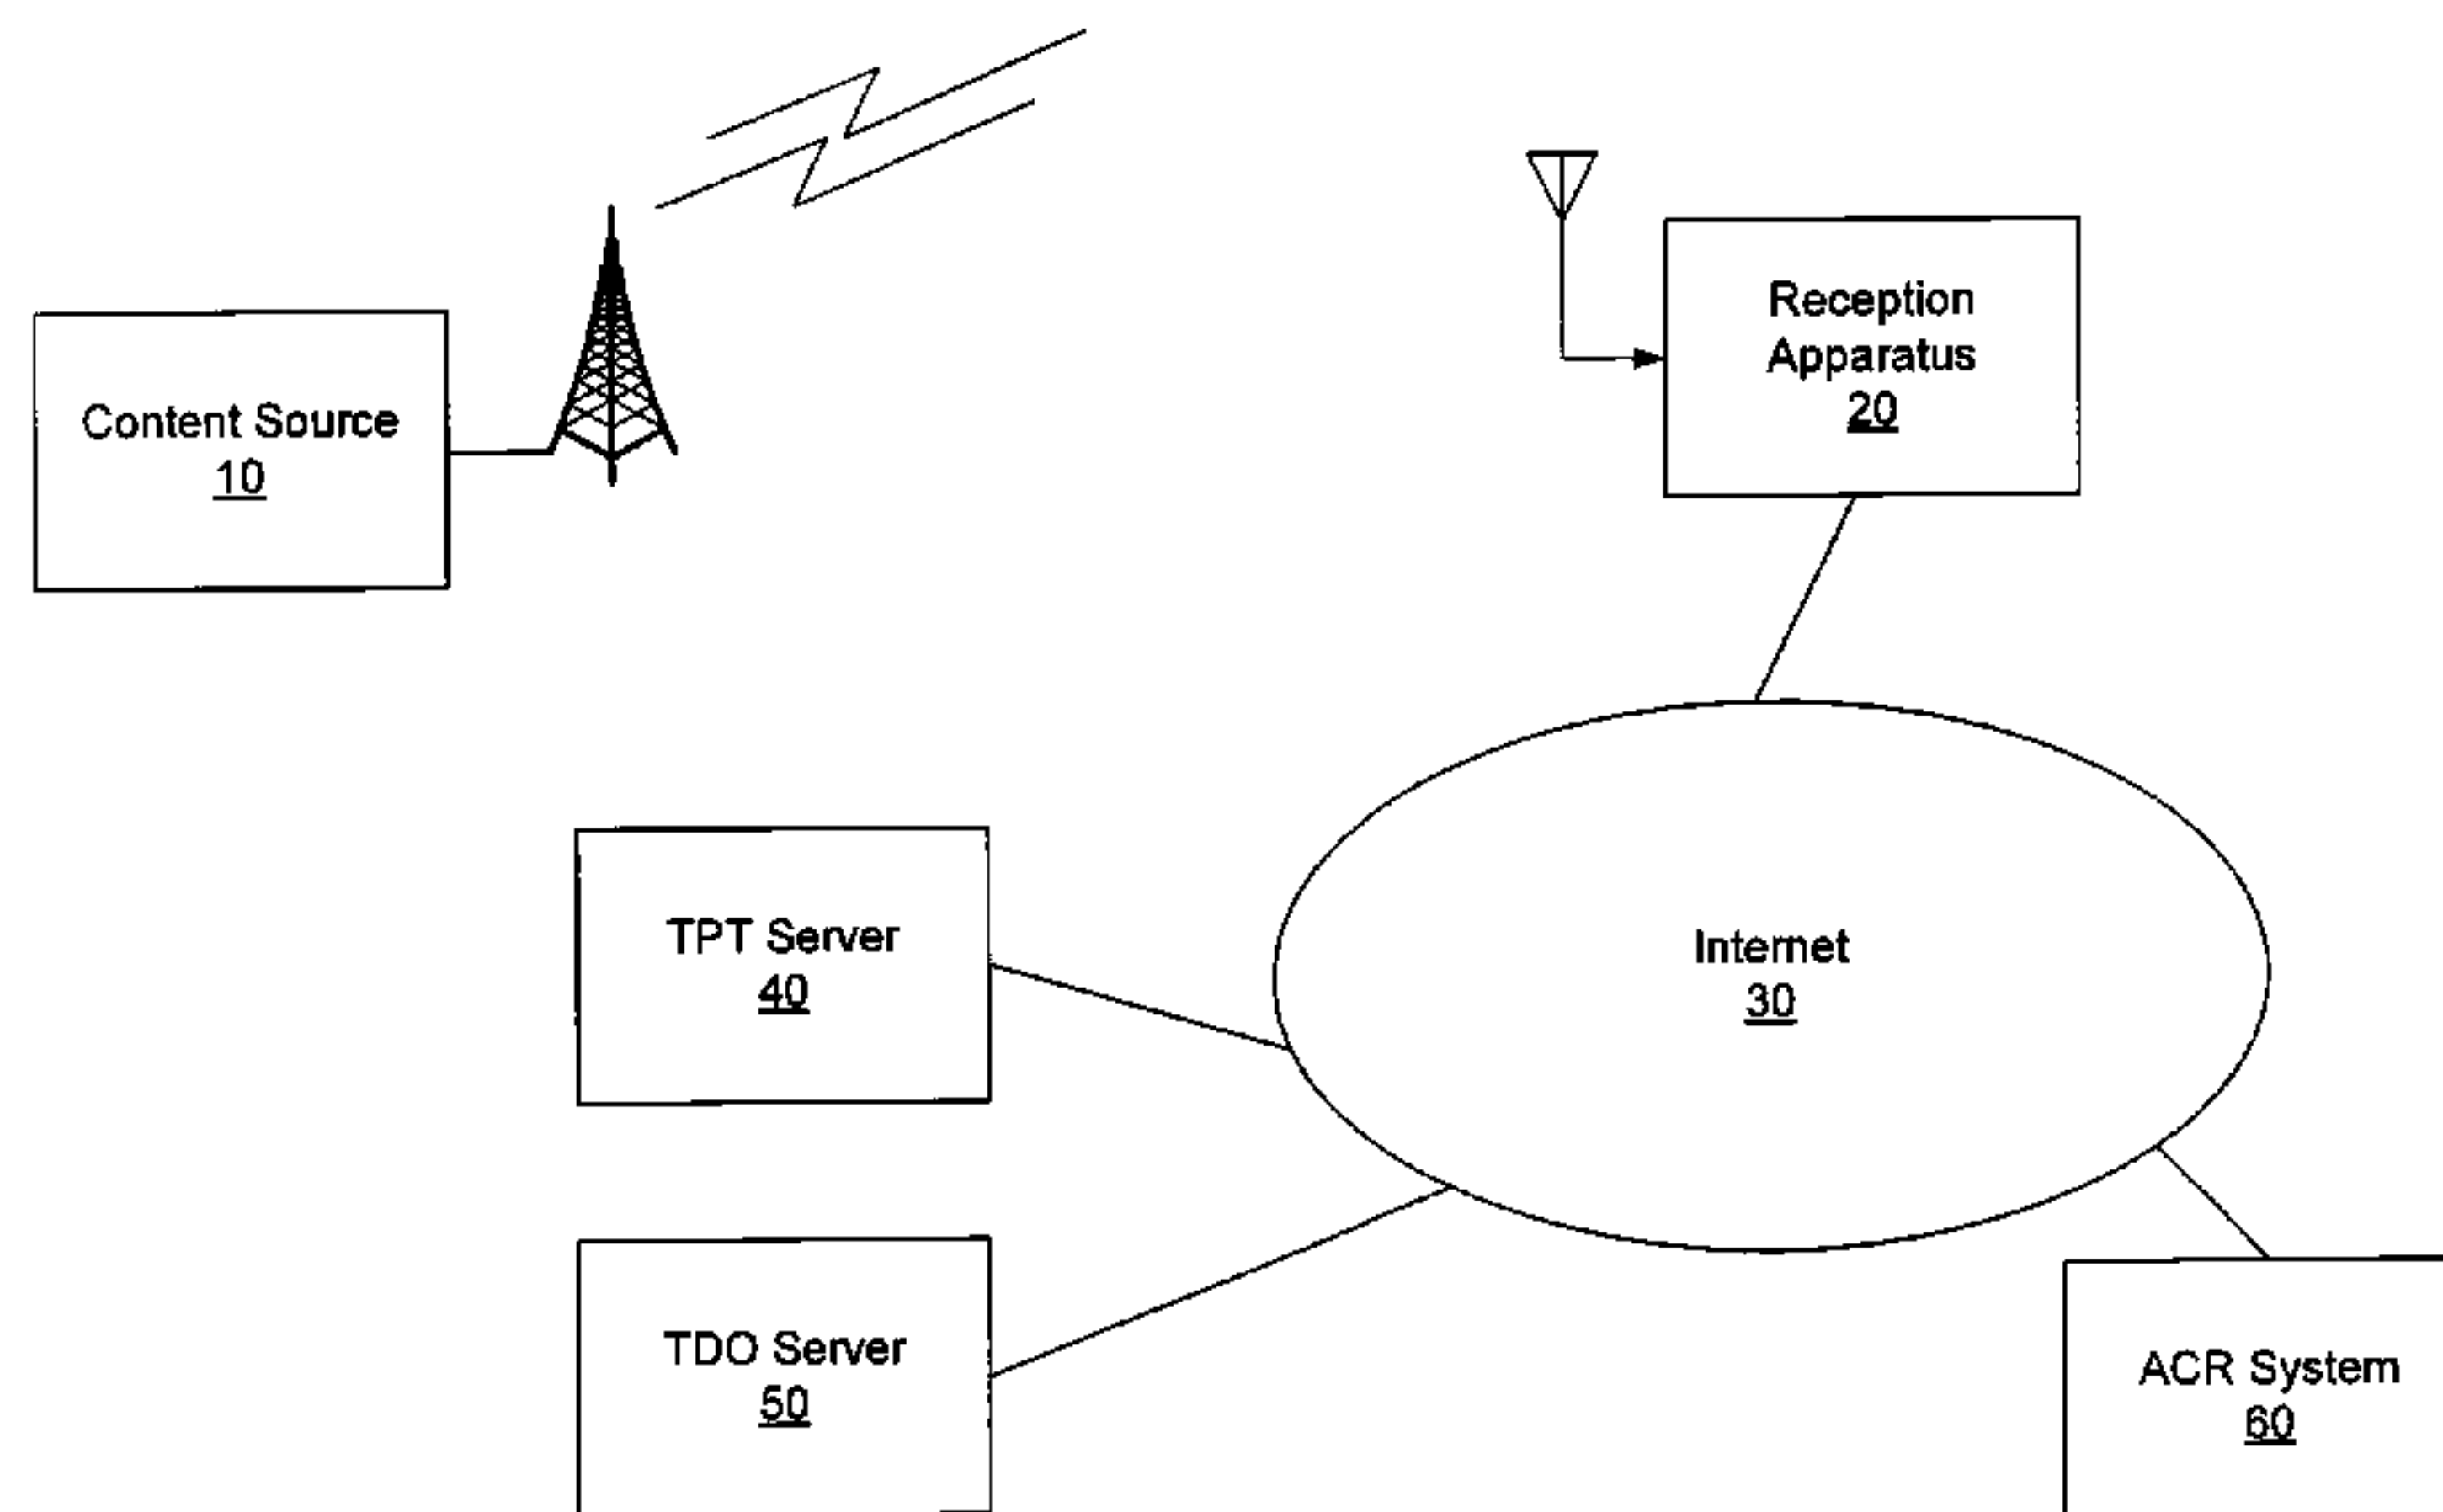 Reception
Apparatus
20
Content Source
10
TPT Server
40
Internet
30
TDO Server
50
ACR System
60